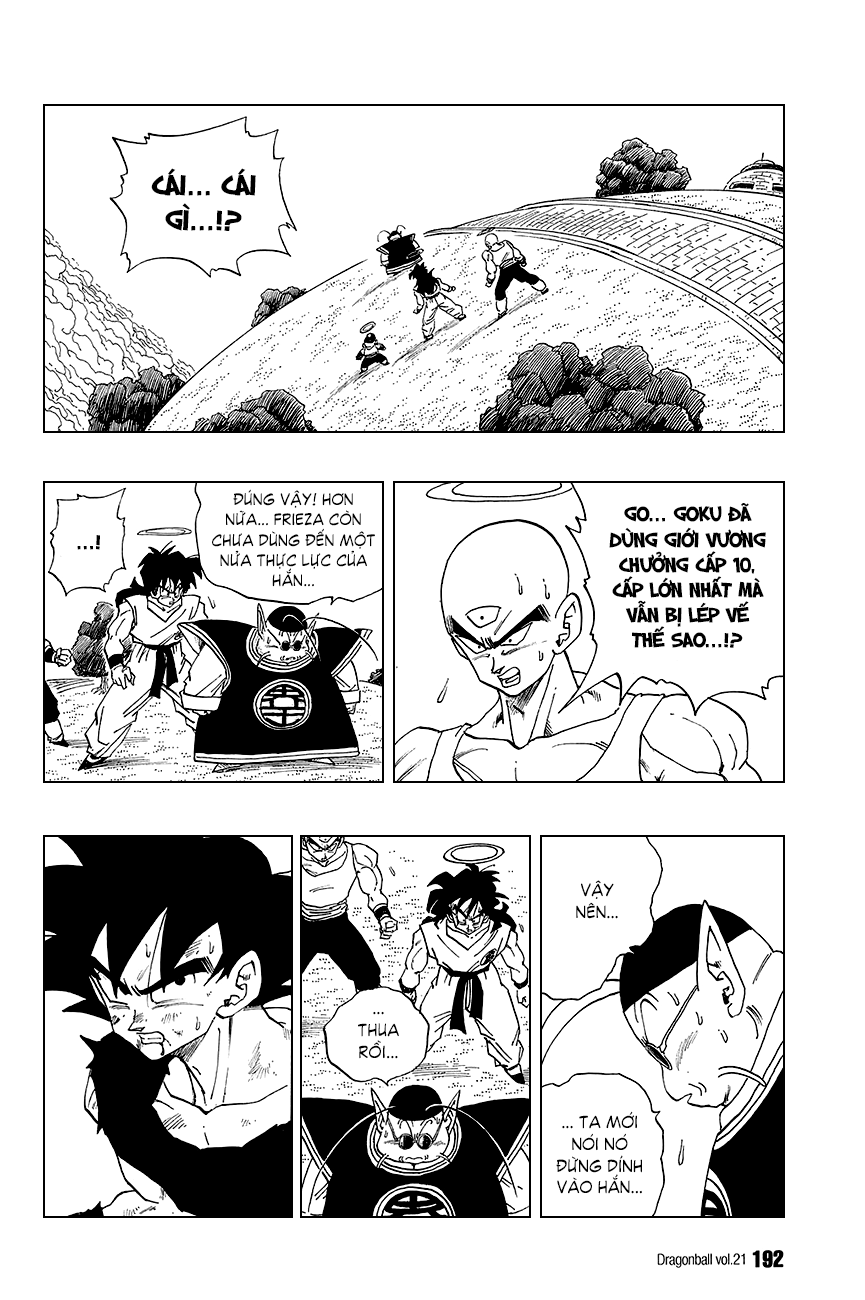 CÁI... CÁI
GÌ...!?
GO... GOKU ĐÃ
DÙNG GIỚI VƯƠNG
CHƯỞNG CẤP 10,
CẤP LỚN NHẤT MÀ
VẪN BỊ LÉP VẾ
THẾ SAO...!?
ĐÚNG VẬY! HƠN
NỮA... FRIEZA CÒN
CHƯA DÙNG ĐẾN MỘT
NỬA THỰC LỰC CỦA
HẮN...
...!
VẬY
NÊN...
... TA MỚI
NÓI NÓ
ĐỪNG DÍNH
VÀO HẮN...
...
THUA
RỒI...
Dragonball vol.21 192